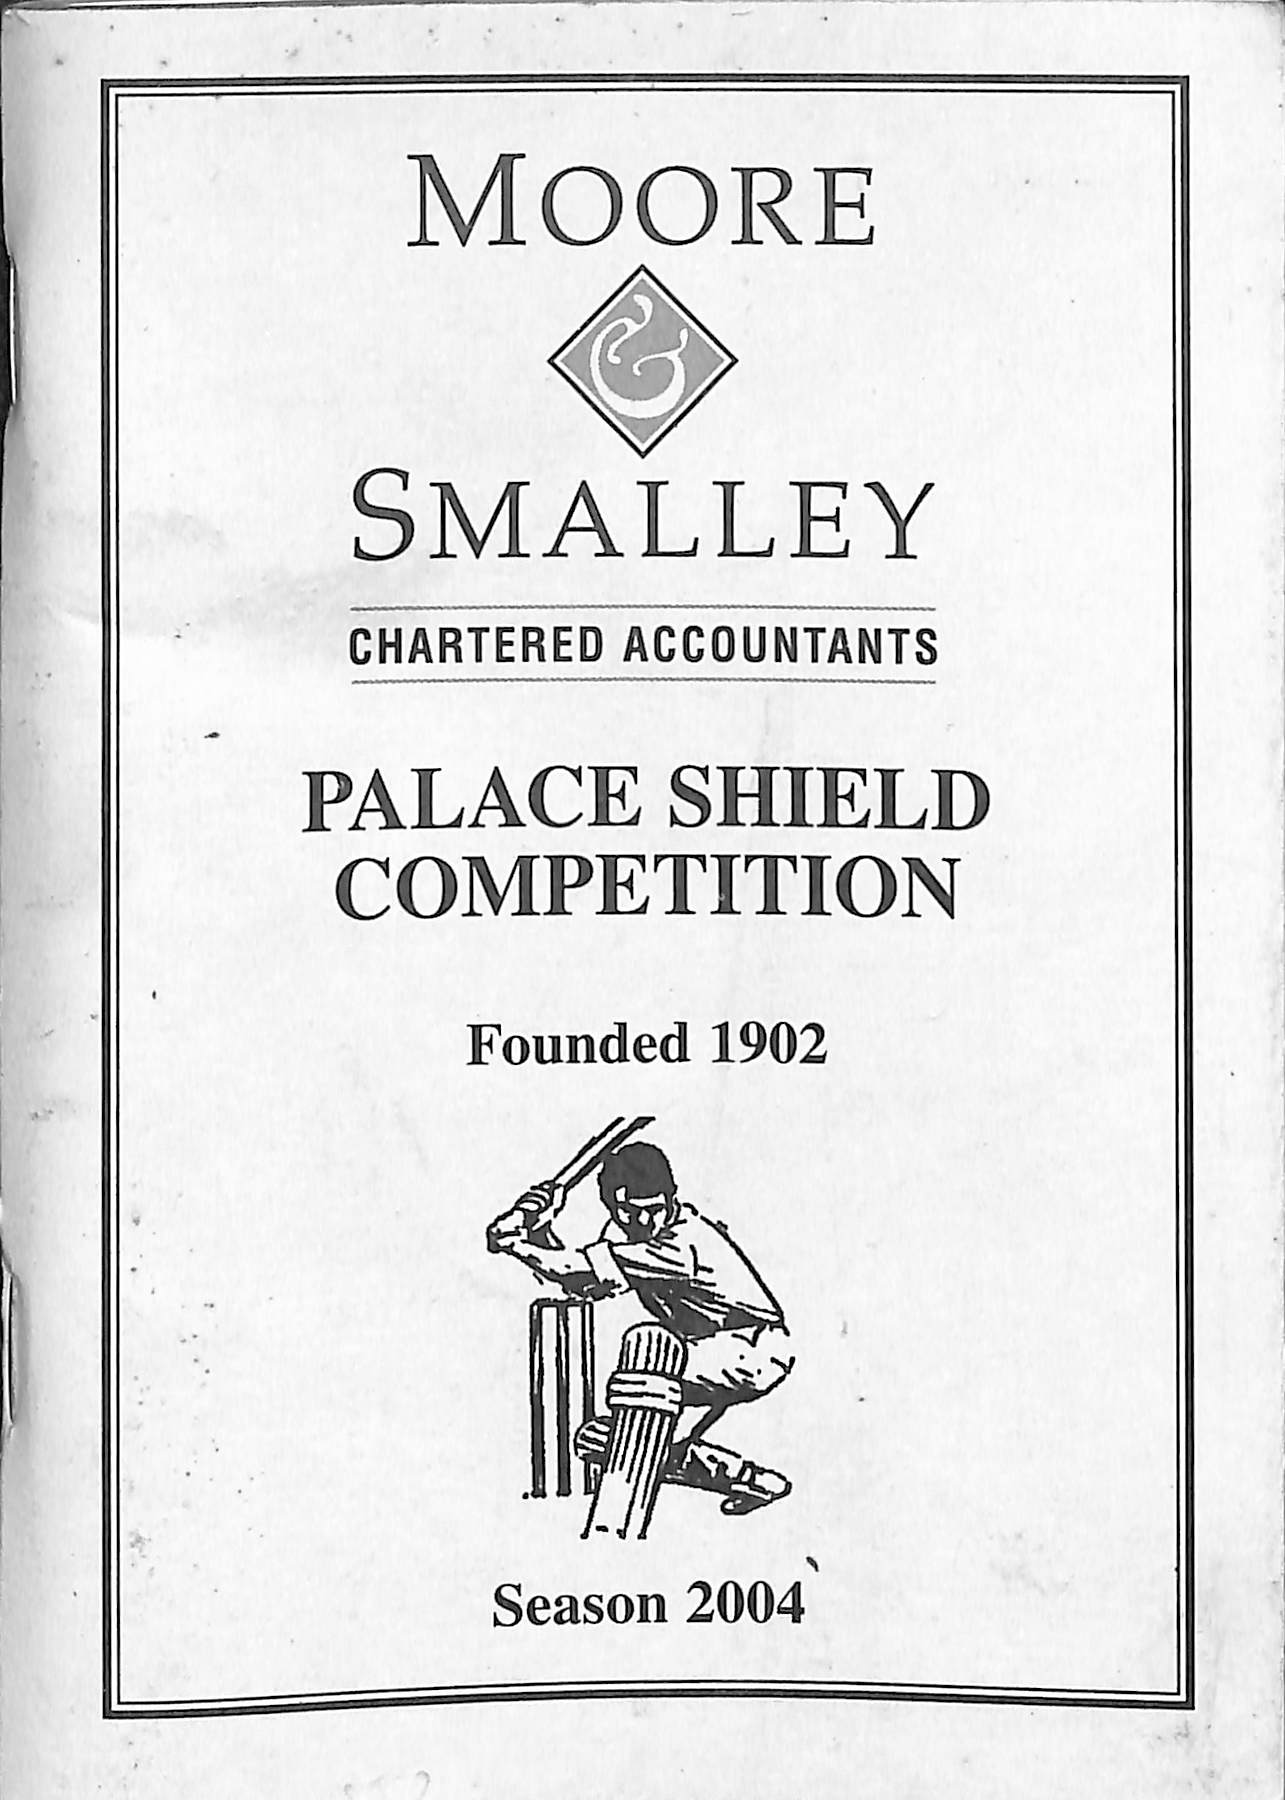 MOORE
&
SMALLEY
CHARTERED ACCOUNTANTS
PALACE SHIELD
COMPETITION
Founded 1902
Season 2004